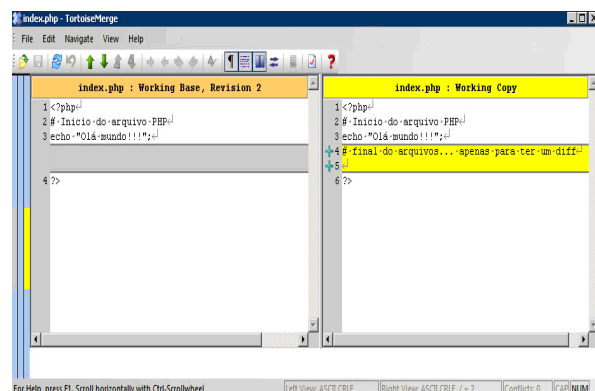 index.php - TortoiseMerge
File Edit Navigate View Help
index.php : Working Base, Revision 2
1 <?php
2 #·Inicio·do·arquivo·PHP
3 echo·"Olá·mundo!!!";
4 ?>
index.php : Working Copy
1 <?php
2 #·Inicio·do·arquivo·PHP
3 echo·"Olá·mundo!!!";
4 #·final·do·arquivos...·apenas·para·ter·um·diff
5
6 ?>
For Help, press F1. Scroll horizontally with Ctrl-Scrollwheel
Left View: ASCII CRLF
Right View: ASCII CRLF / + 2
Conflicts: 0
CAP NUM